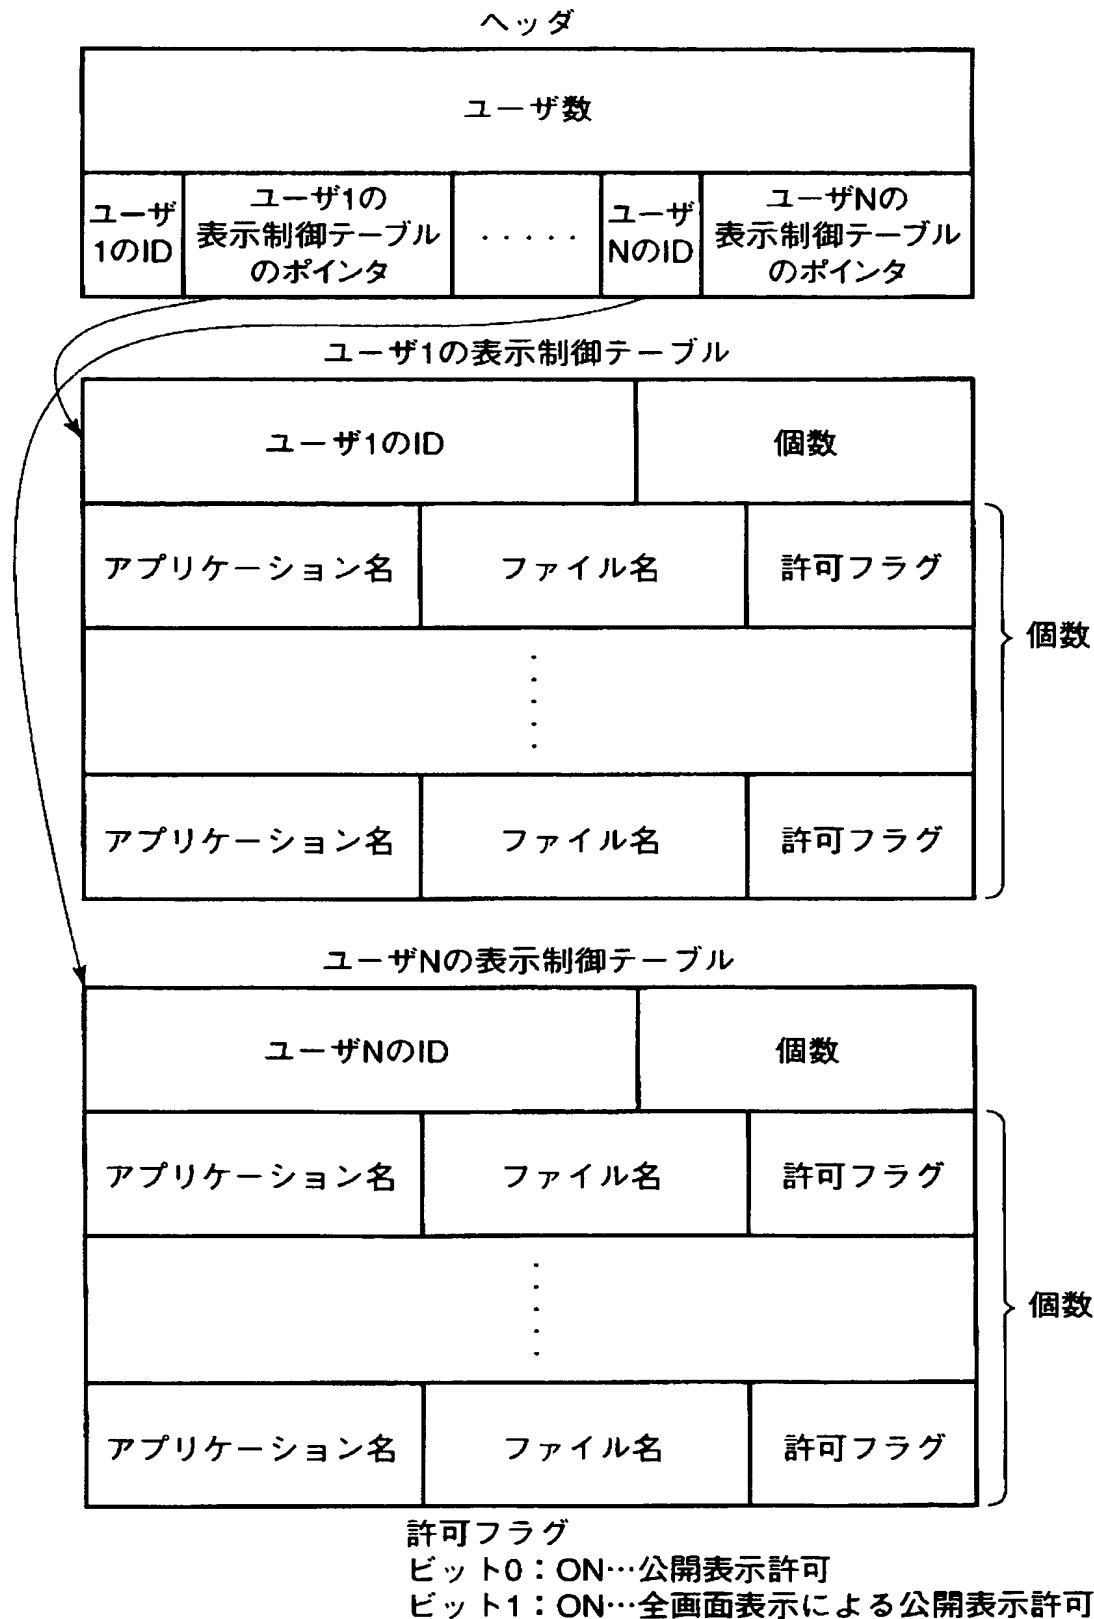 ヘッダ
ユーザ数
ユーザ
1のID
ユーザ1の
表示制御テーブル
のポインタ
.....
ユーザ
NのID
ユーザNの
表示制御テーブル
のポインタ
ユーザ1の表示制御テーブル
ユーザ1のID
個数
アプリケーション名
ファイル名
許可フラグ
個数
アプリケーション名
ファイル名
許可フラグ
ユーザNの表示制御テーブル
ユーザNのID
個数
アプリケーション名
ファイル名
許可フラグ
個数
アプリケーション名
ファイル名
許可フラグ
許可フラグ
ビット0：ON…公開表示許可
ビット1：ON…全画面表示による公開表示許可